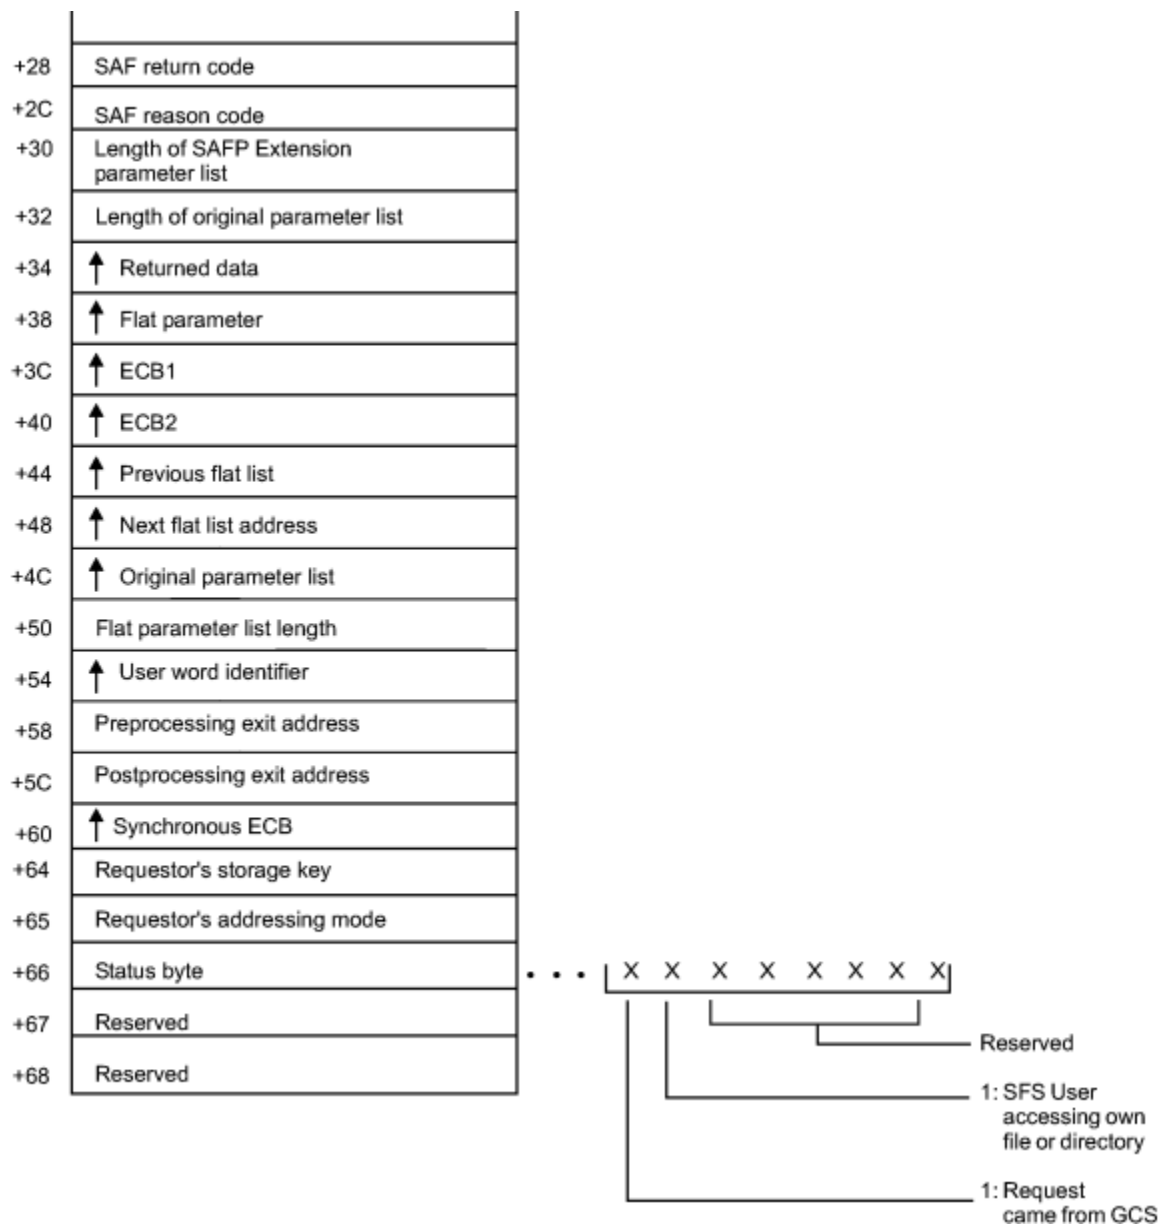 +28 SAF return code
+2C SAF reason code
+30 Length of SAFP Extension
parameter list
+32 Length of original parameter list
+34 ↑ Returned data
+38 ↑ Flat parameter
+3C ↑ ECB1
+40 ↑ ECB2
+44 ↑ Previous flat list
+48 ↑ Next flat list address
+4C ↑ Original parameter list
+50 Flat parameter list length
+54 ↑ User word identifier
+58 Preprocessing exit address
+5C Postprocessing exit address
+60 ↑ Synchronous ECB
+64 Requestor's storage key
+65 Requestor's addressing mode
+66 Status byte . . . X X X X X X X X
+67 Reserved
Reserved
+68 Reserved
1: SFS User
accessing own
file or directory
1: Request
came from GCS